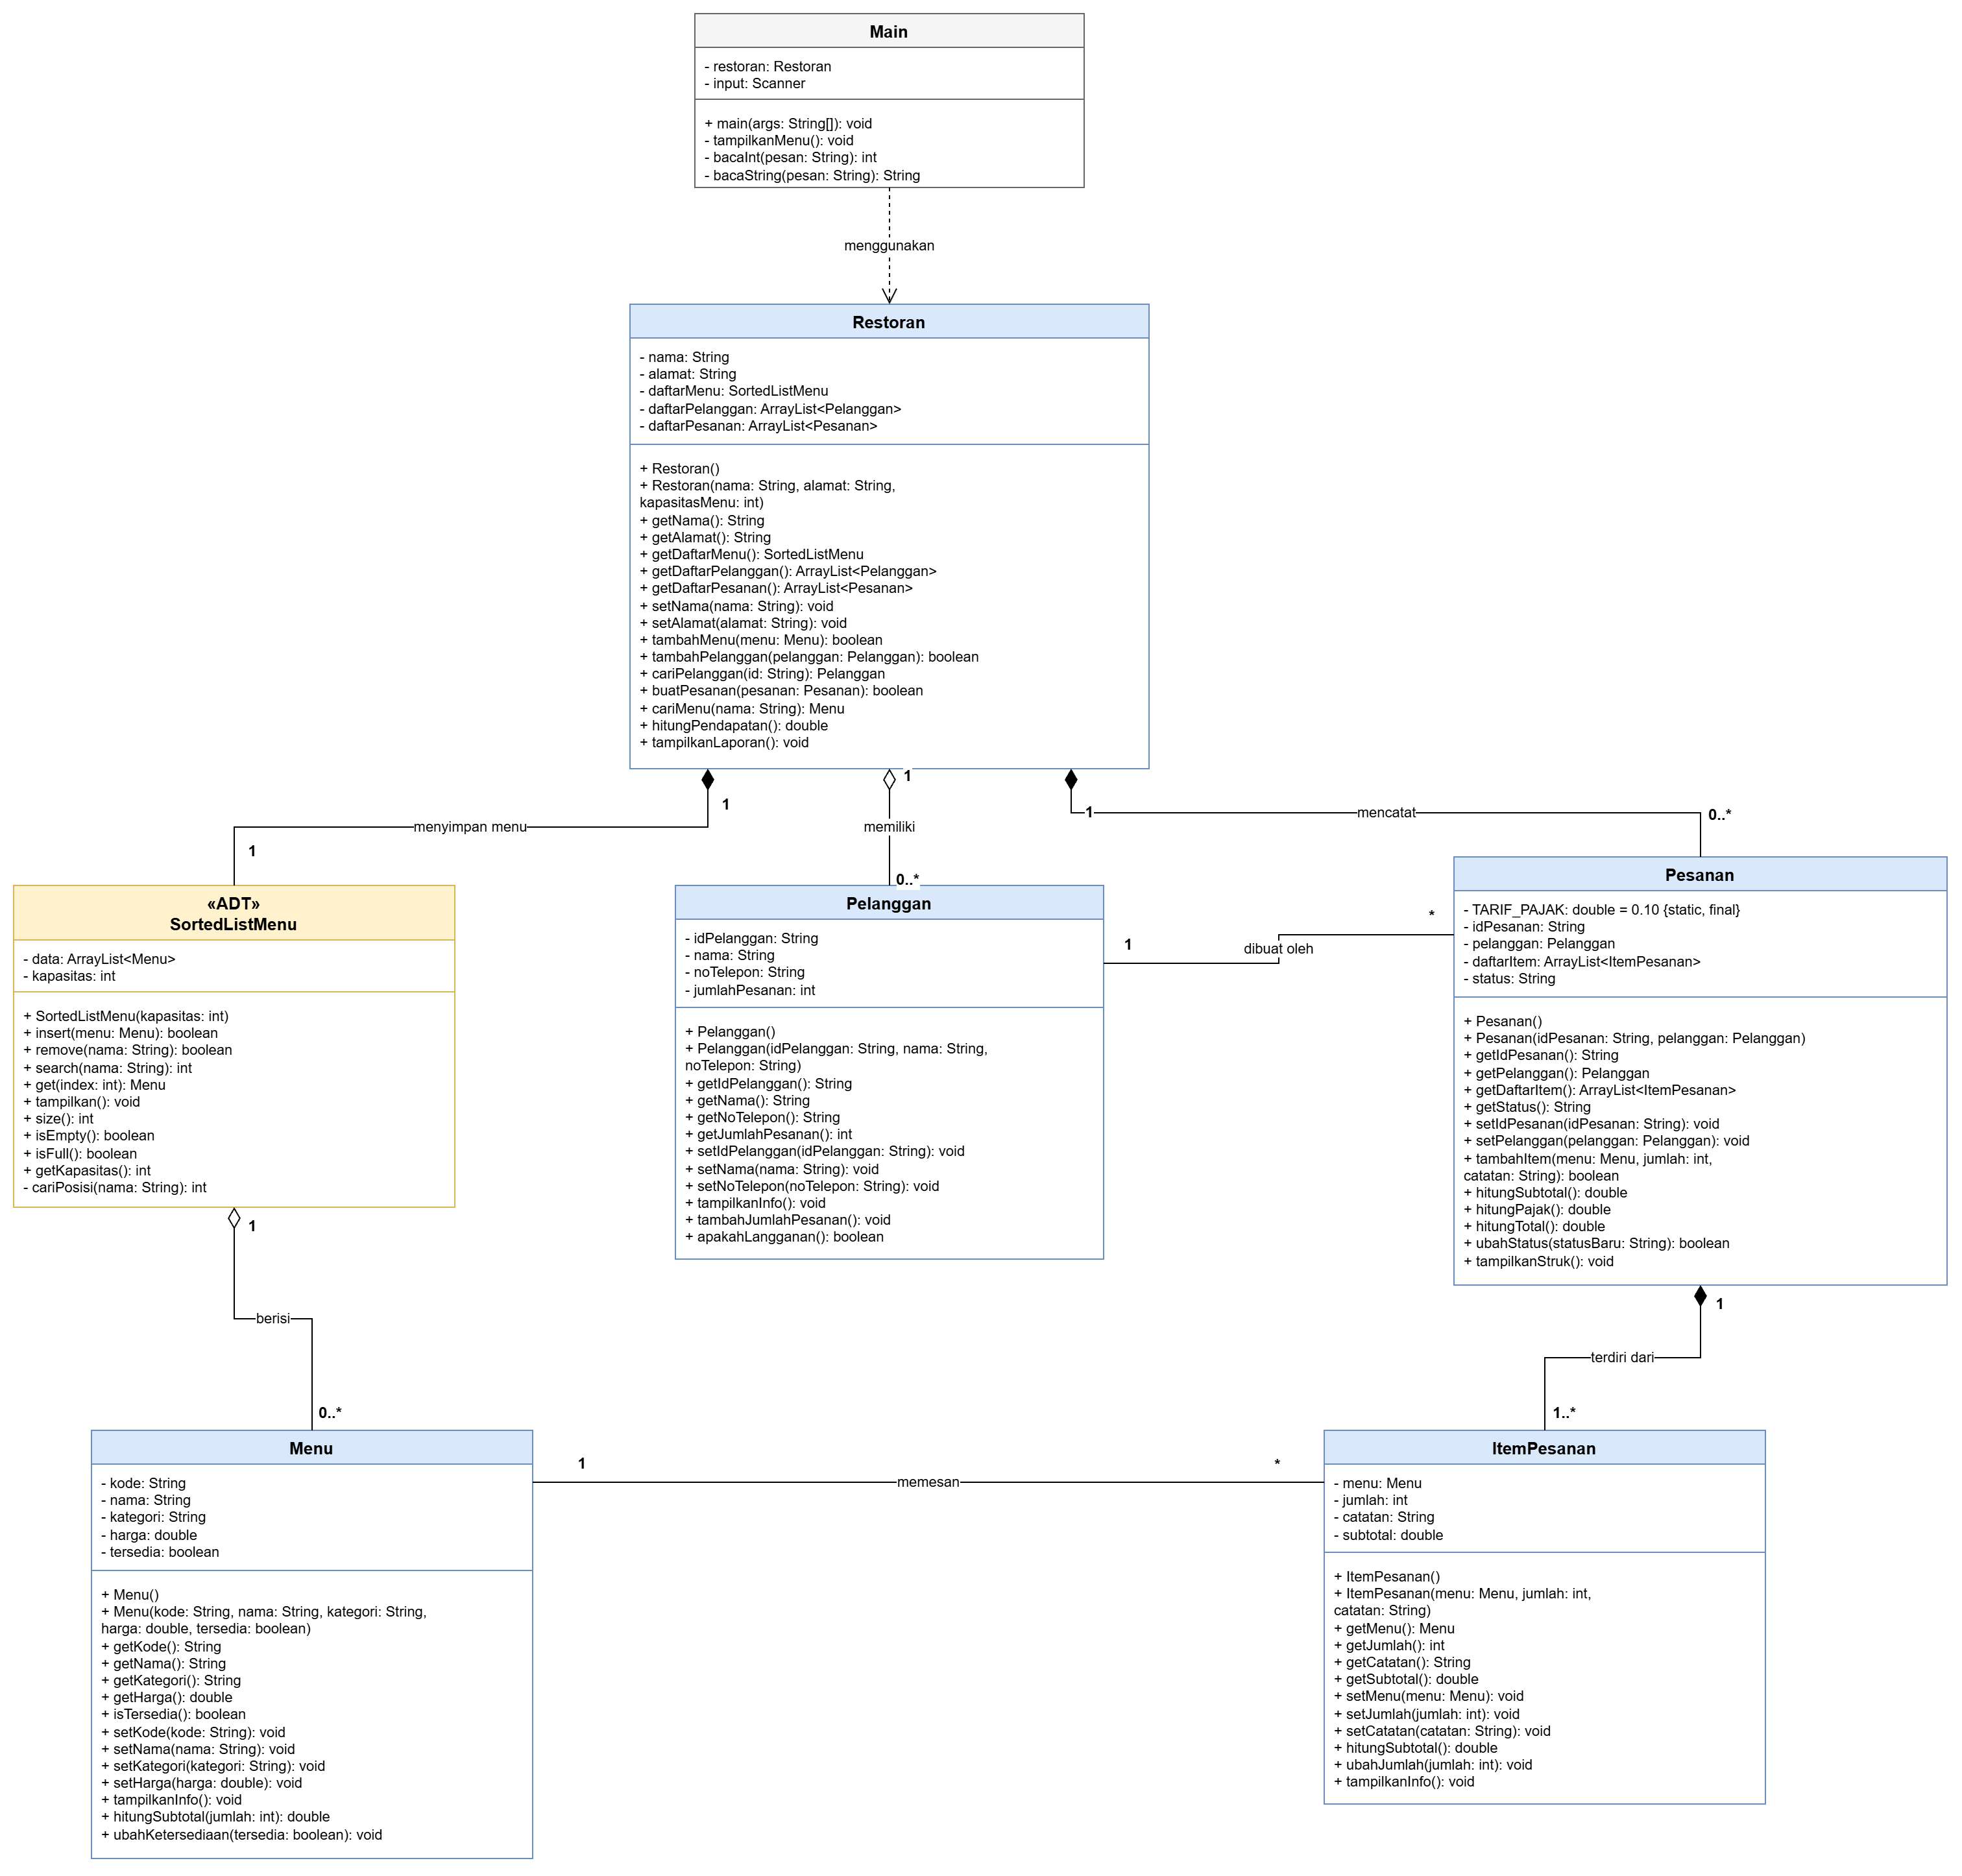 Main
- restoran: Restoran
- input: Scanner
+ main(args: String[]): void
- tampilkanMenu(): void
- bacaInt(pesan: String): int
- bacaString(pesan: String): String
menggunakan
Restoran
- nama: String
- alamat: String
- daftarMenu: SortedListMenu
- daftarPelanggan: ArrayList<Pelanggan>
- daftarPesanan: ArrayList<Pesanan>
+ Restoran()
+ Restoran(nama: String, alamat: String,
kapasitasMenu: int)
+ getNama(): String
+ getAlamat(): String
+ getDaftarMenu(): SortedListMenu
+ getDaftarPelanggan(): ArrayList<Pelanggan>
+ getDaftarPesanan(): ArrayList<Pesanan>
+ setNama(nama: String): void
+ setAlamat(alamat: String): void
+ tambahMenu(menu: Menu): boolean
+ tambahPelanggan(pelanggan: Pelanggan): boolean
+ cariPelanggan(id: String): Pelanggan
+ buatPesanan(pesanan: Pesanan): boolean
+ cariMenu(nama: String): Menu
+ hitungPendapatan(): double
+ tampilkanLaporan(): void
1
menyimpan menu
1
1
memiliki
0..*
1
mencatat
0..*
«ADT»
SortedListMenu
- data: ArrayList<Menu>
- kapasitas: int
+ SortedListMenu(kapasitas: int)
+ insert(menu: Menu): boolean
+ remove(nama: String): boolean
+ search(nama: String): int
+ get(index: int): Menu
+ tampilkan(): void
+ size(): int
+ isEmpty(): boolean
+ isFull(): boolean
+ getKapasitas(): int
- cariPosisi(nama: String): int
Pelanggan
- idPelanggan: String
- nama: String
- noTelepon: String
- jumlahPesanan: int
+ Pelanggan()
+ Pelanggan(idPelanggan: String, nama: String,
noTelepon: String)
+ getIdPelanggan(): String
+ getNama(): String
+ getNoTelepon(): String
+ getJumlahPesanan(): int
+ setIdPelanggan(idPelanggan: String): void
+ setNama(nama: String): void
+ setNoTelepon(noTelepon: String): void
+ tampilkanInfo(): void
+ tambahJumlahPesanan(): void
+ apakahLangganan(): boolean
1
dibuat oleh
*
Pesanan
- TARIF_PAJAK: double = 0.10 {static, final}
- idPesanan: String
- pelanggan: Pelanggan
- daftarItem: ArrayList<ItemPesanan>
- status: String
+ Pesanan()
+ Pesanan(idPesanan: String, pelanggan: Pelanggan)
+ getIdPesanan(): String
+ getPelanggan(): Pelanggan
+ getDaftarItem(): ArrayList<ItemPesanan>
+ getStatus(): String
+ setIdPesanan(idPesanan: String): void
+ setPelanggan(pelanggan: Pelanggan): void
+ tambahItem(menu: Menu, jumlah: int,
catatan: String): boolean
+ hitungSubtotal(): double
+ hitungPajak(): double
+ hitungTotal(): double
+ ubahStatus(statusBaru: String): boolean
+ tampilkanStruk(): void
1
berisi
0..*
1
terdiri dari
1..*
Menu
- kode: String
- nama: String
- kategori: String
- harga: double
- tersedia: boolean
+ Menu()
+ Menu(kode: String, nama: String, kategori: String,
harga: double, tersedia: boolean)
+ getKode(): String
+ getNama(): String
+ getKategori(): String
+ getHarga(): double
+ isTersedia(): boolean
+ setKode(kode: String): void
+ setNama(nama: String): void
+ setKategori(kategori: String): void
+ setHarga(harga: double): void
+ tampilkanInfo(): void
+ hitungSubtotal(jumlah: int): double
+ ubahKetersediaan(tersedia: boolean): void
1
memesan
*
ItemPesanan
- menu: Menu
- jumlah: int
- catatan: String
- subtotal: double
+ ItemPesanan()
+ ItemPesanan(menu: Menu, jumlah: int,
catatan: String)
+ getMenu(): Menu
+ getJumlah(): int
+ getCatatan(): String
+ getSubtotal(): double
+ setMenu(menu: Menu): void
+ setJumlah(jumlah: int): void
+ setCatatan(catatan: String): void
+ hitungSubtotal(): double
+ ubahJumlah(jumlah: int): void
+ tampilkanInfo(): void